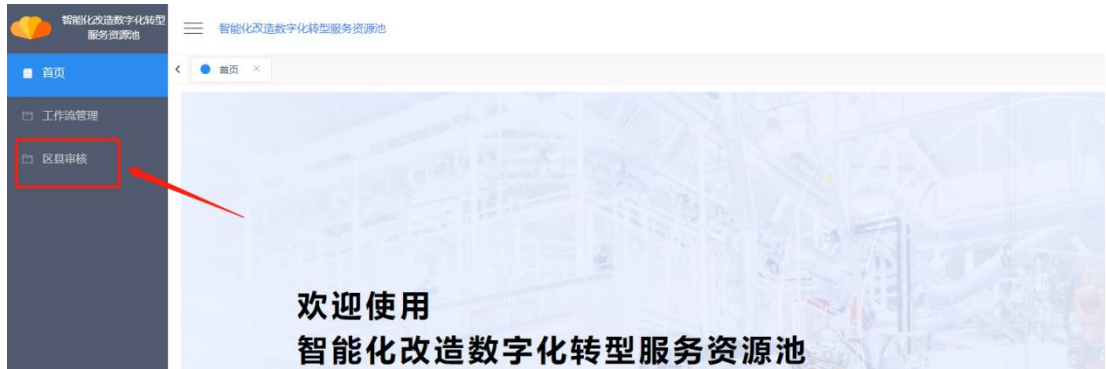 智能化改造数字化转型
服务资源池
智能化改造数字化转型服务资源池
首页
首页
工作流管理
区县审核
欢迎使用
智能化改造数字化转型服务资源池